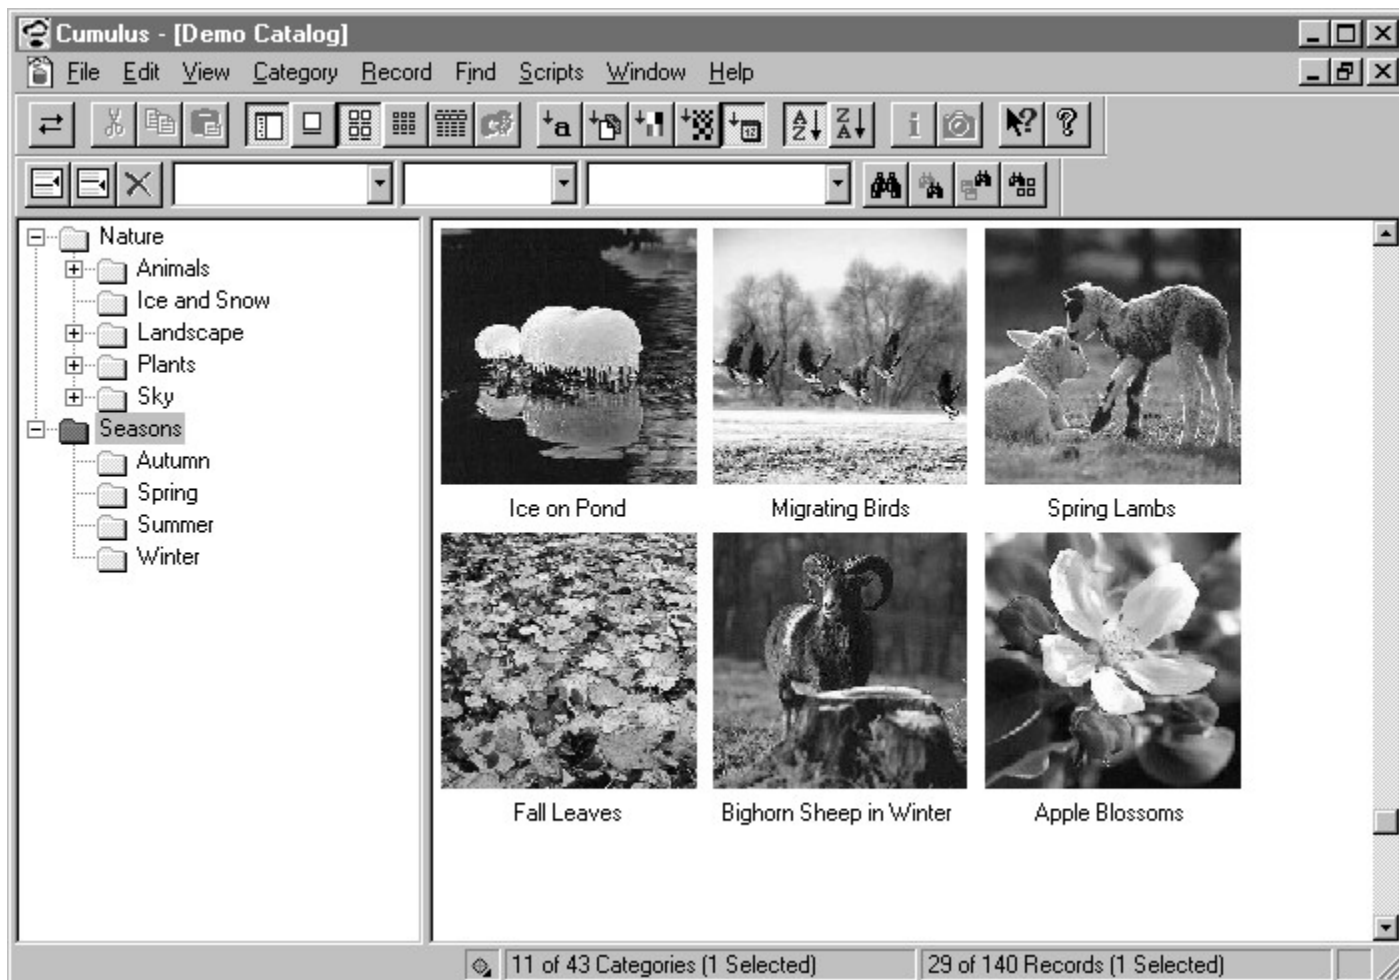 Cumulus - [Demo Catalog]
File Edit View Category Record Find Scripts Window Help
a
12
A Z
Z A
i
?
?
Nature
Animals
Ice and Snow
Landscape
Plants
Sky
Seasons
Autumn
Spring
Summer
Winter
Ice on Pond Migrating Birds Spring Lambs
Fall Leaves Bighorn Sheep in Winter Apple Blossoms
11 of 43 Categories (1 Selected) 29 of 140 Records (1 Selected)